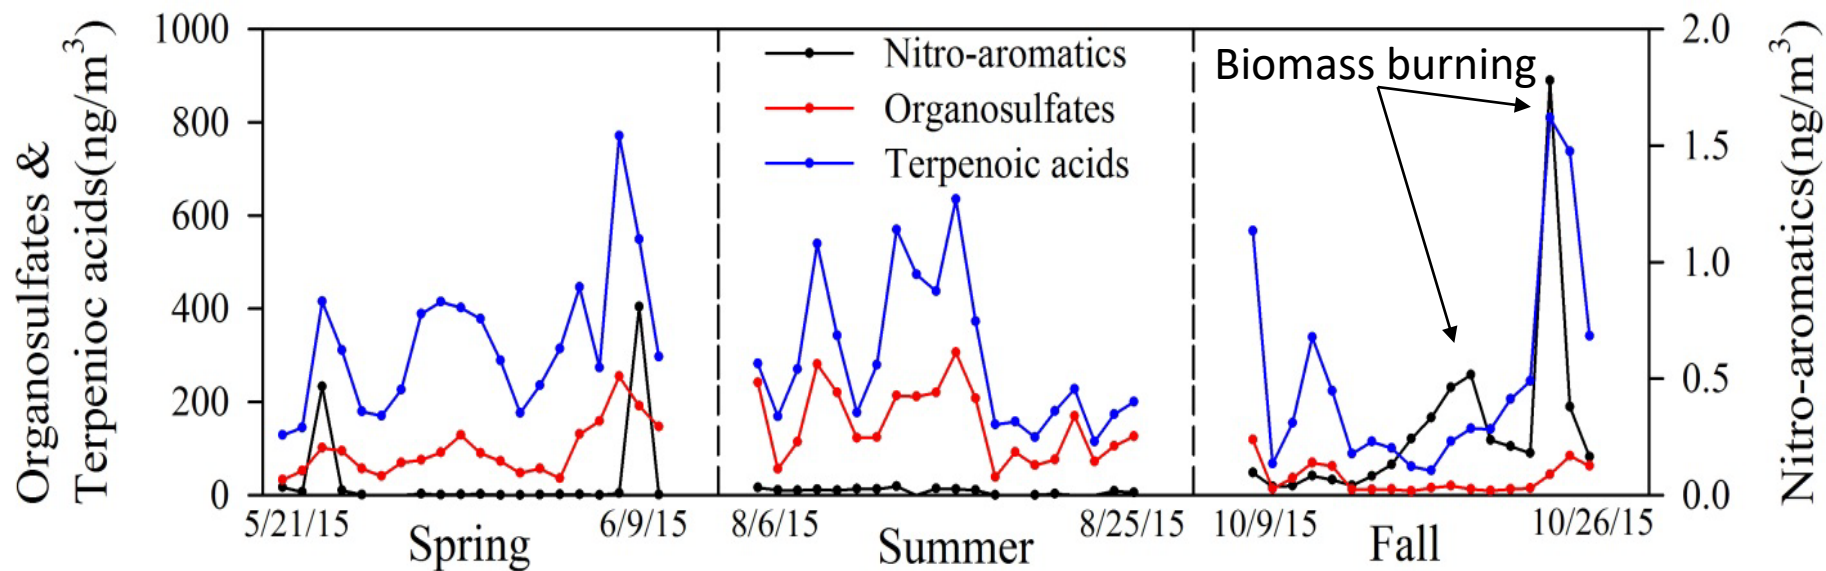 Organosulfates &
Terpenioc acids(ng/m³)
1000
800
600
400
200
0
Nitro-aromatics
Organosulfates
Terpenoic acids
Biomass burning
2.0
1.5
1.0
0.5
0.0
Nitro-aromatics(ng/m³)
5/21/15 6/9/15 8/6/15 8/25/15 10/9/15 10/26/15
Spring Summer Fall